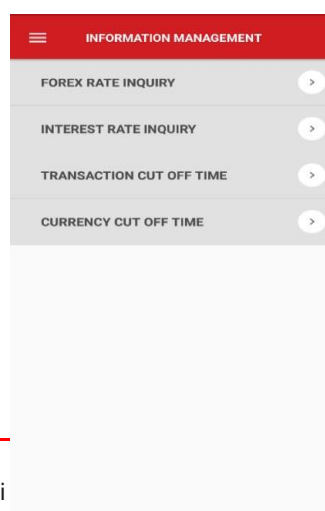 INFORMATION MANAGEMENT
FOREX RATE INQUIRY
INTEREST RATE INQUIRY
TRANSACTION CUT OFF TIME
CURRENCY CUT OFF TIME
i